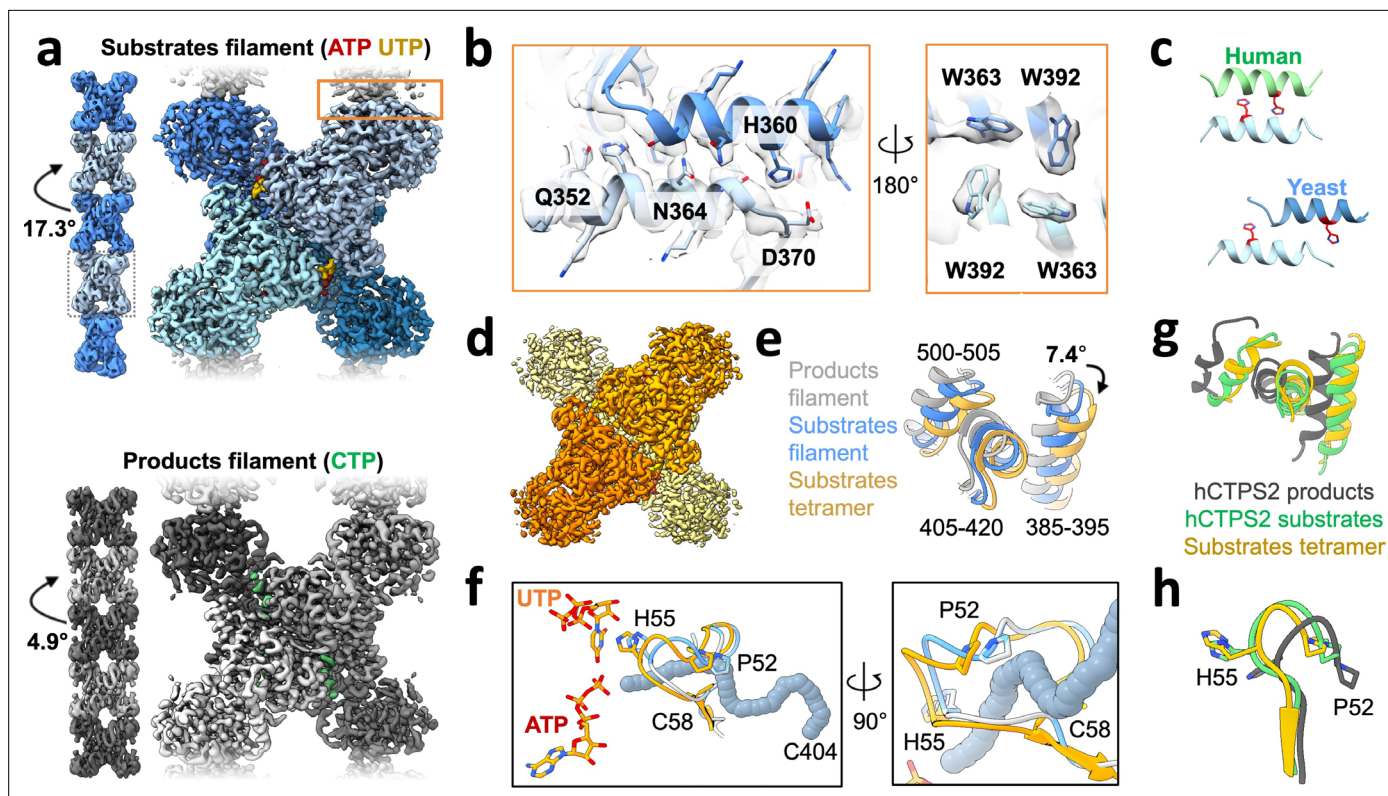 a
Substrates filament (ATP UTP)
17.3°
Products filament (CTP)
4.9°
b
H360
Q352
N364
D370
180°
W363 W392
W392 W363
c
Human
Yeast
d
e
Products
filament
Substrates
filament
Substrates
tetramer
500-505
7.4°
405-420 385-395
f
UTP
H55
P52
ATP
C58
C404
90°
P52
C58
H55
g
hCTPS2 products
hCTPS2 substrates
Substrates tetramer
h
H55
P52